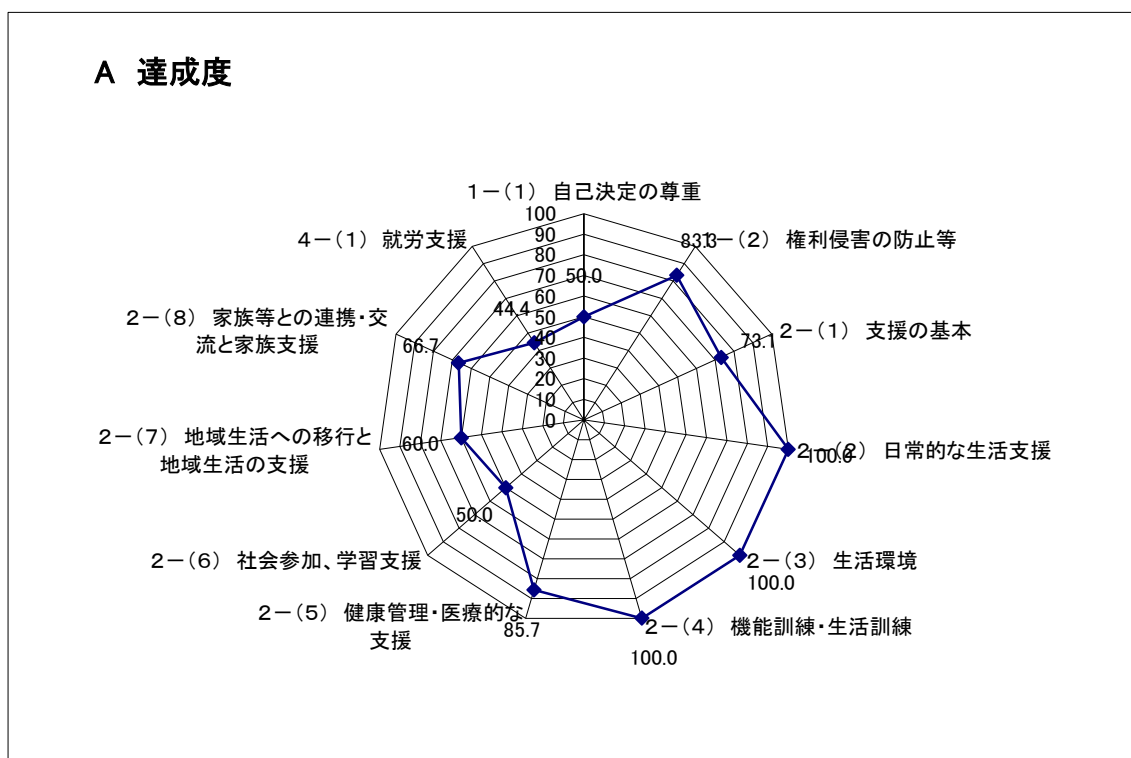 A 達成度
1－(1) 自己決定の尊重
1－(2) 権利侵害の防止等
2－(1) 支援の基本
2－(2) 日常的な生活支援
2－(3) 生活環境
2－(4) 機能訓練・生活訓練
2－(5) 健康管理・医療的な
支援
2－(6) 社会参加、学習支援
2－(7) 地域生活への移行と
地域生活の支援
2－(8) 家族等との連携・交
流と家族支援
4－(1) 就労支援
100
90
80
70
60
50
40
30
20
10
0
50.0
83.3
73.1
100.0
100.0
100.0
85.7
50.0
60.0
66.7
44.4